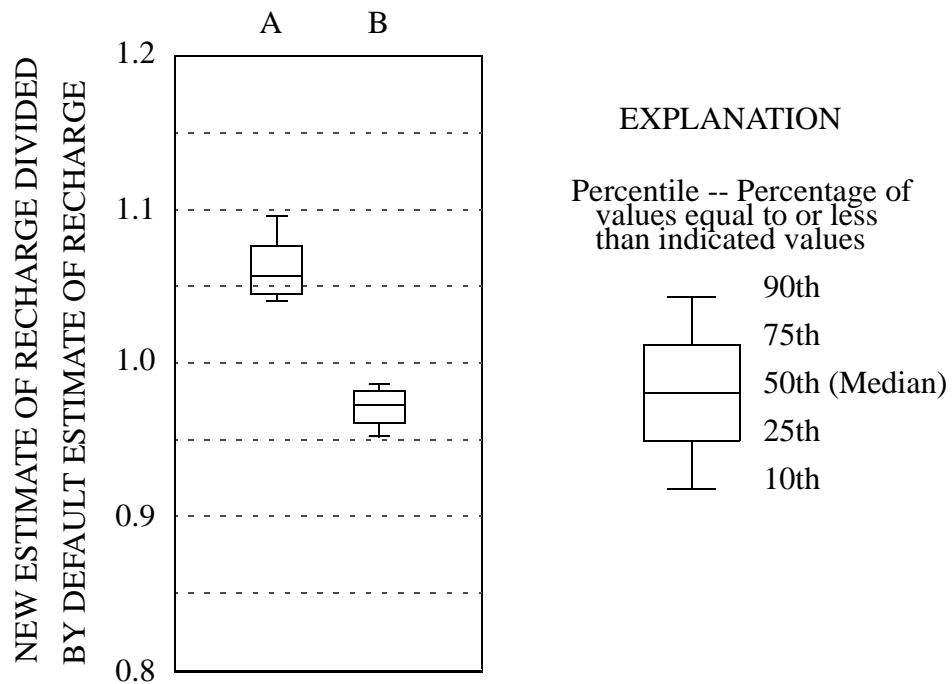 NEW ESTIMATE OF RECHARGE DIVIDED
BY DEFAULT ESTIMATE OF RECHARGE
A B
1.2
1.1
1.0
0.9
0.8
EXPLANATION
Percentile -- Percentage of
values equal to or less
than indicated values
90th
75th
50th (Median)
25th
10th